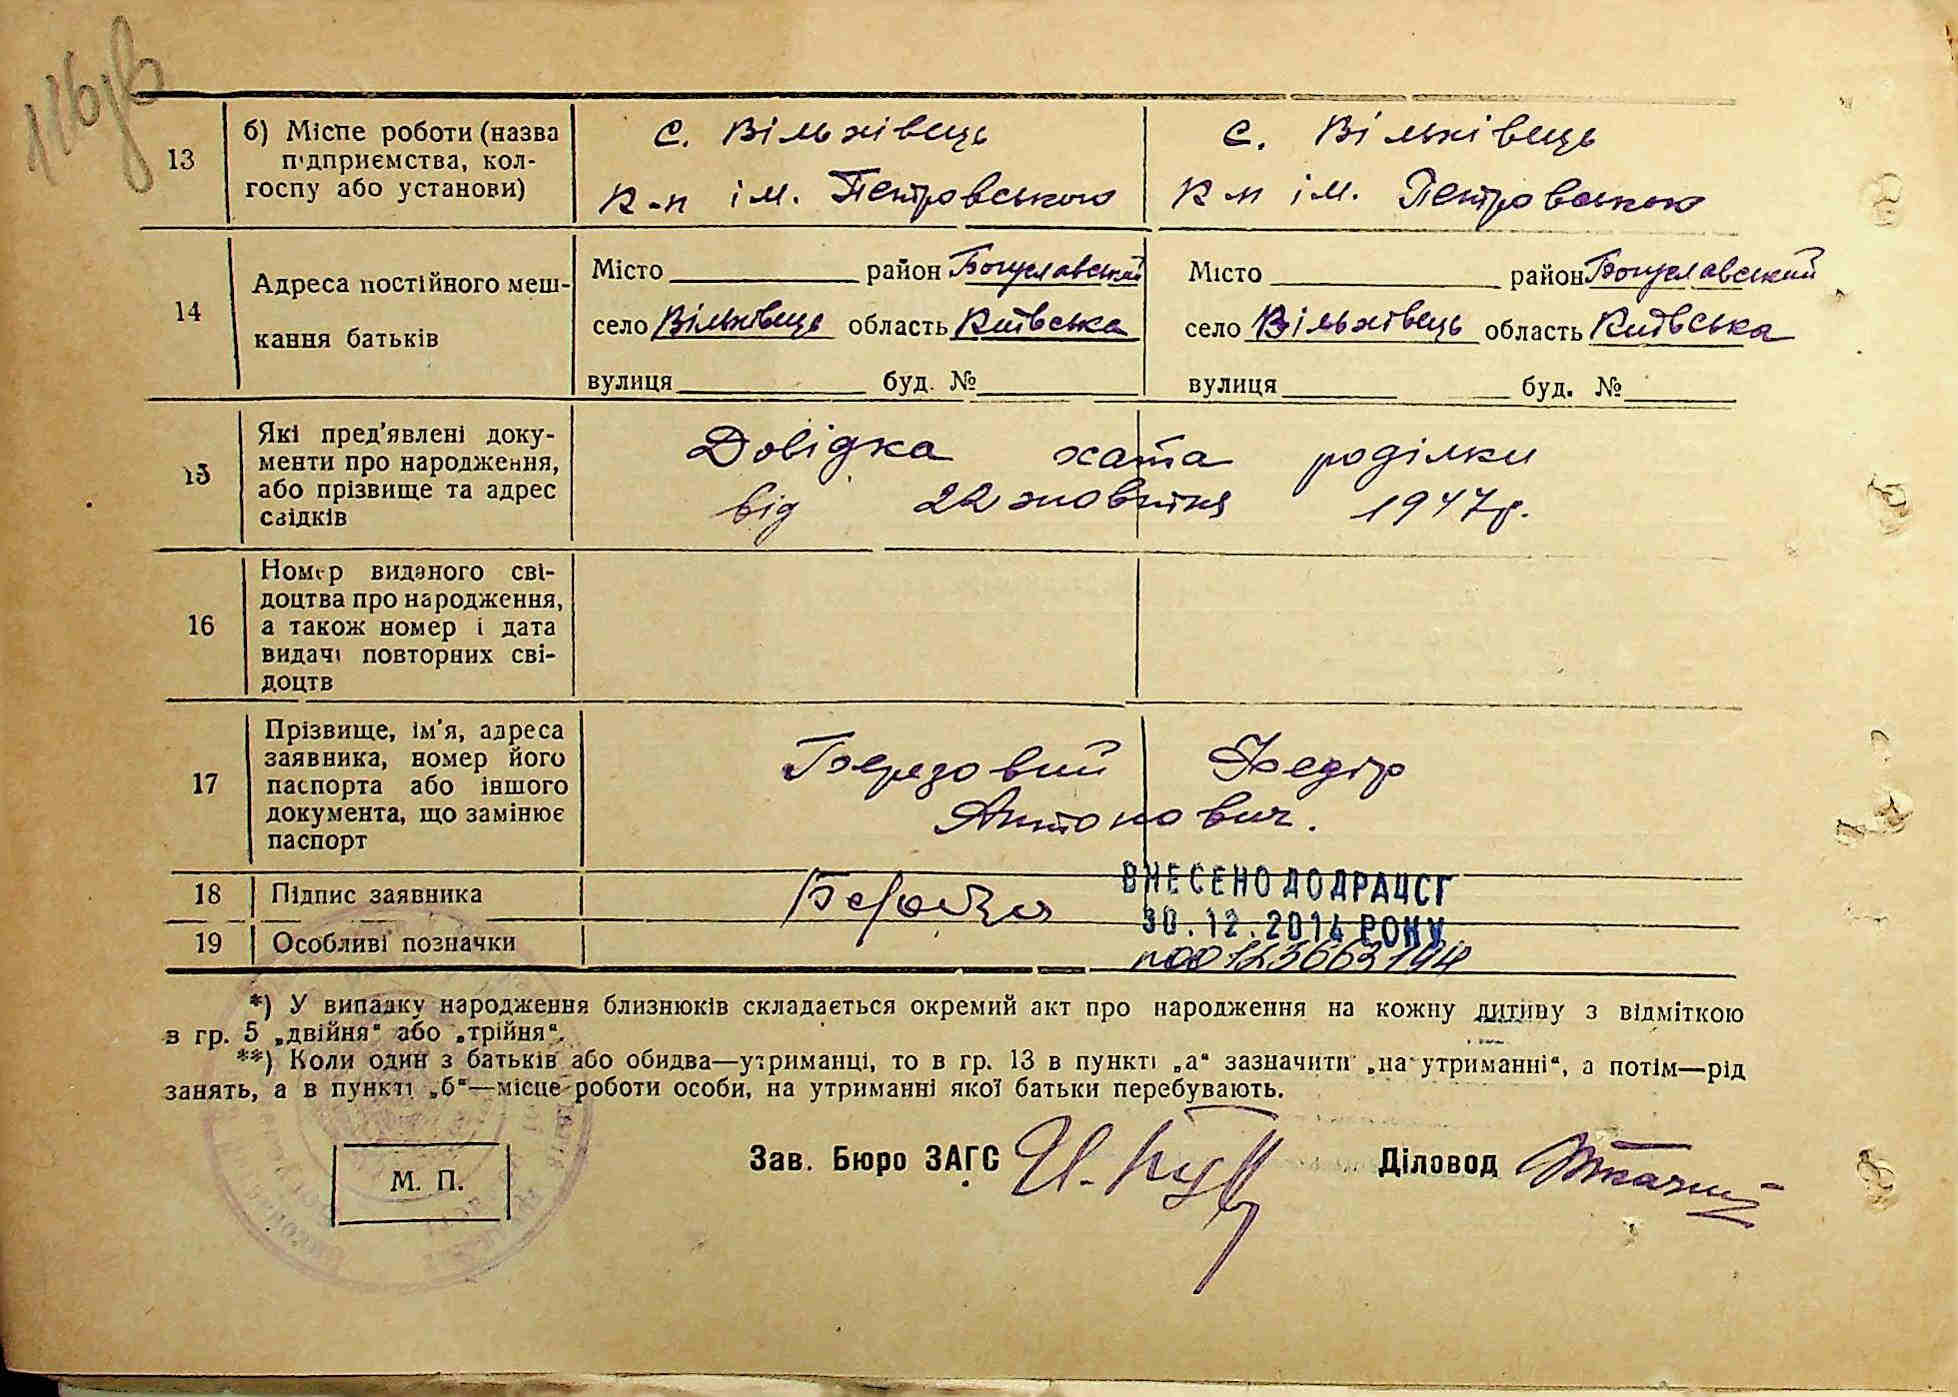 116зв
13
б) Місце роботи (назва
підприємства, кол-
госпу або установи)
с. Вільхівець
к-п ім. Петровського
с. Вільхівець
к-п ім. Петровського
14
Адреса постійного меш-
кання батьків
Місто район Богуславський
село Вільхівець область Київська
вулиця буд. №
Місто район Богуславський
село Вільхівець область Київська
вулиця буд. №
15
Які пред'явлені доку-
менти про народження,
або прізвище та адрес
свідків
Довідка хата роділки
від 22 жовтня 1947 р.
16
Номер виданого сві-
доцтва про народження,
а також номер і дата
видачі повторних сві-
доцтв
17
Прізвище, ім'я, адреса
заявника, номер його
паспорта або іншого
документа, що замінює
паспорт
Березовий Федір
Антонович.
18 Підпис заявника
ВНЕСЕНО ДО ДРАЦСГ
30.12.2014 РОКУ
19 Особливі позначки
№00123663194
*) У випадку народження близнюків складається окремий акт про народження на кожну дитину з відміткою
в гр. 5 „двійня“ або „трійня“.
**) Коли один з батьків або обидва—утриманці, то в гр. 13 в пункті „а“ зазначити „на утриманні“, а потім—рід
занять, а в пункті „б“—місце роботи особи, на утриманні якої батьки перебувають.
М. П.
Зав. Бюро ЗАГС
Діловод Ткачий